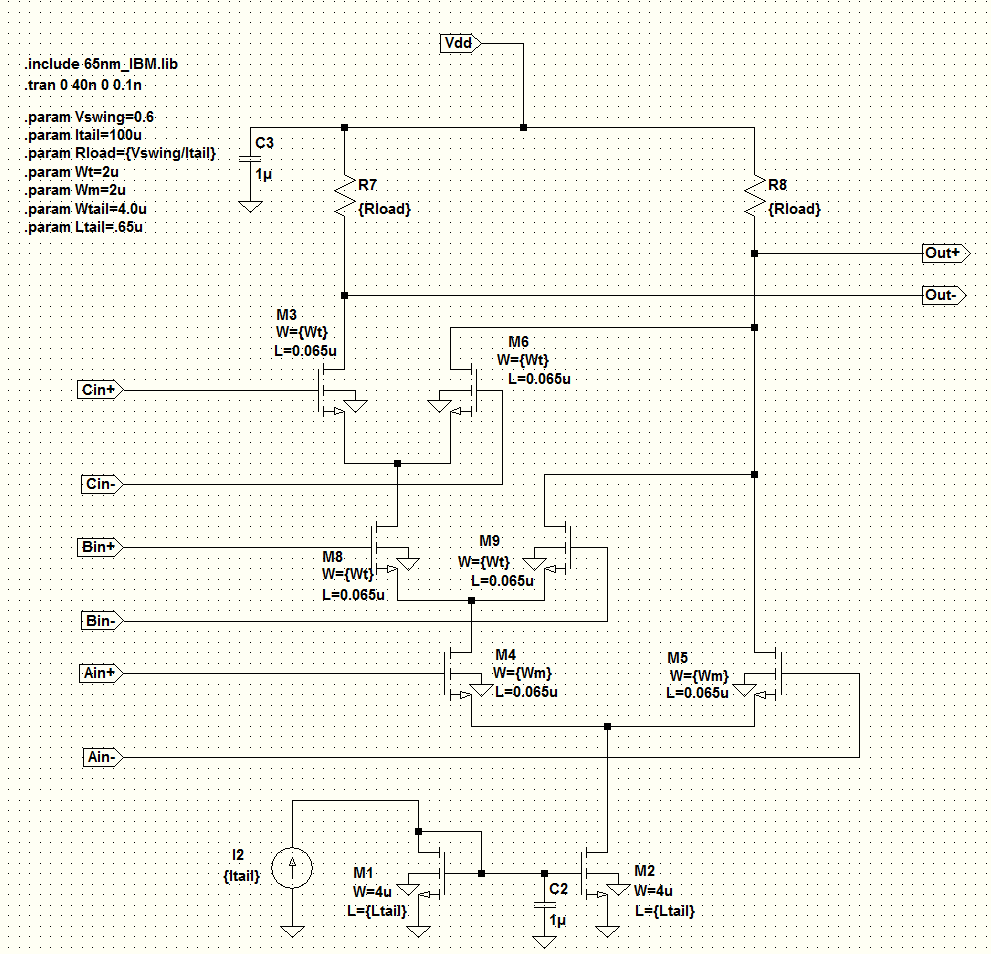 Vdd
.include 65nm_IBM.lib
.tran 0 40n 0 0.1n
.param Vswing=0.6
.param Itail=100u
.param Rload={Vswing/Itail}
.param Wt=2u
.param Wm=2u
.param Wtail=4.0u
.param Ltail=.65u
C3
1µ
R7
{Rload}
R8
{Rload}
Out+
Out-
M3
W={Wt}
L=0.065u
M6
W={Wt}
L=0.065u
Cin+
Cin-
Bin+
M8
W={Wt}
L=0.065u
M9
W={Wt}
L=0.065u
Bin-
Ain+
M4
W={Wm}
L=0.065u
M5
W={Wm}
L=0.065u
Ain-
I2
{Itail}
M1
W=4u
L={Ltail}
C2
1µ
M2
W=4u
L={Ltail}